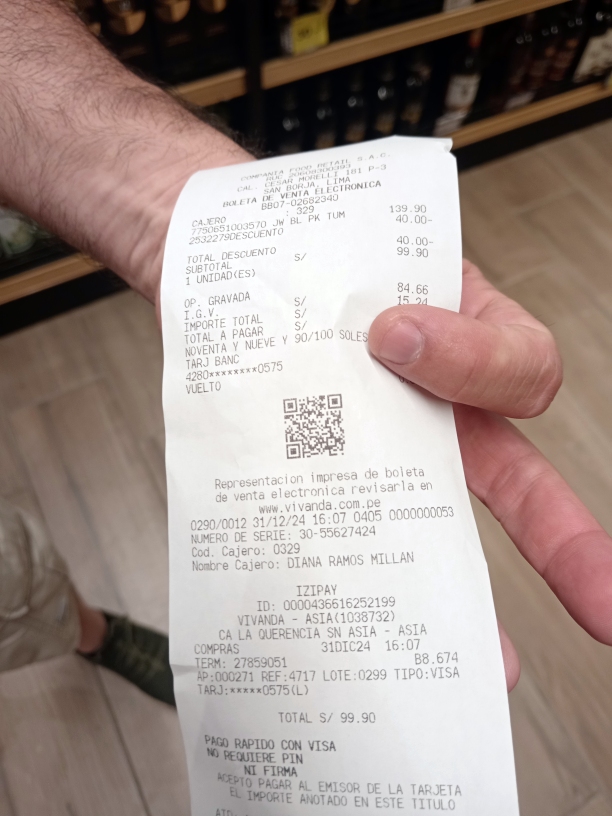 COMPANIA FOOD RETAIL S.A.C.
RUC 20608300393
CAL. CESAR MORELLI 181 P-3
SAN BORJA, LIMA
BOLETA DE VENTA ELECTRONICA
BB07-02682340
CAJERO : 329
7750651003570 JW BL PK TUM 139.90
2532279DESCUENTO 40.00-
TOTAL DESCUENTO 40.00-
SUBTOTAL S/ 99.90
1 UNIDAD(ES)
OP. GRAVADA 84.66
I.G.V. S/ 15.24
IMPORTE TOTAL S/
TOTAL A PAGAR S/
NOVENTA Y NUEVE Y 90/100 SOLES
TARJ BANC
4280********0575
VUELTO
Representacion impresa de boleta
de venta electronica revisarla en
www.vivanda.com.pe
0290/0012 31/12/24 16:07 0405 0000000053
NUMERO DE SERIE: 30-55627424
Cod. Cajero: 0329
Nombre Cajero: DIANA RAMOS MILLAN
IZIPAY
ID: 0000436616252199
VIVANDA - ASIA(1038732)
CA LA QUERENCIA SN ASIA - ASIA
COMPRAS 31DIC24 16:07
TERM: 27859051 B8.674
AP:000271 REF:4717 LOTE:0299 TIPO:VISA
TARJ:*****0575(L)
TOTAL S/ 99.90
PAGO RAPIDO CON VISA
NO REQUIERE PIN
NI FIRMA
ACEPTO PAGAR AL EMISOR DE LA TARJETA
EL IMPORTE ANOTADO EN ESTE TITULO